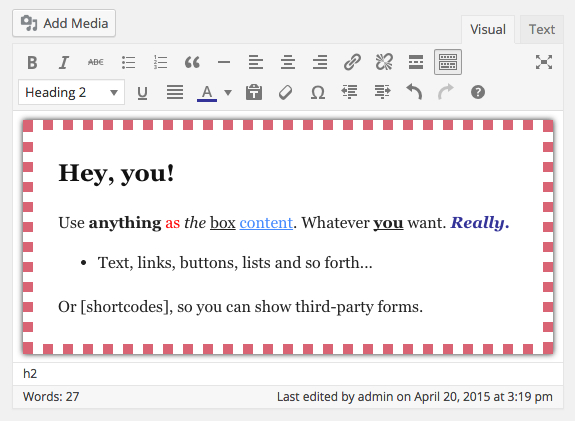 Add Media
Visual Text
B I ABC
Heading 2 U A Ω ?
Hey, you!
Use anything as the box content. Whatever you want. Really.
• Text, links, buttons, lists and so forth...
Or [shortcodes], so you can show third-party forms.
h2
Words: 27 Last edited by admin on April 20, 2015 at 3:19 pm